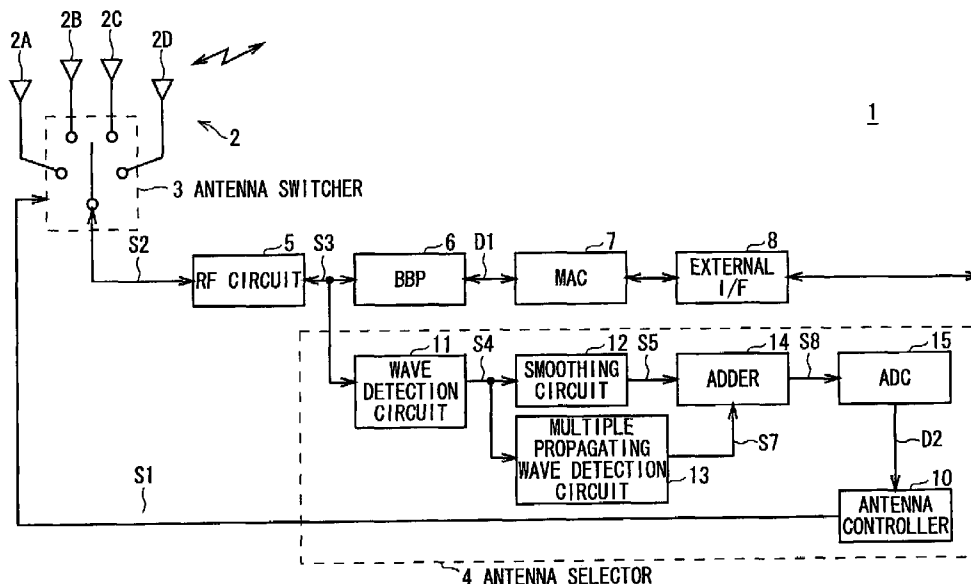 2A
2B
2C
2D
2
1
3 ANTENNA SWITCHER
S2
5
RF CIRCUIT
S3
6
BBP
D1
7
MAC
8
EXTERNAL
I/F
11
WAVE
DETECTION
CIRCUIT
S4
12
SMOOTHING
CIRCUIT
S5
14
ADDER
S8
15
ADC
MULTIPLE
PROPAGATING
WAVE DETECTION
CIRCUIT
13
S7
D2
10
ANTENNA
CONTROLLER
S1
4 ANTENNA SELECTOR